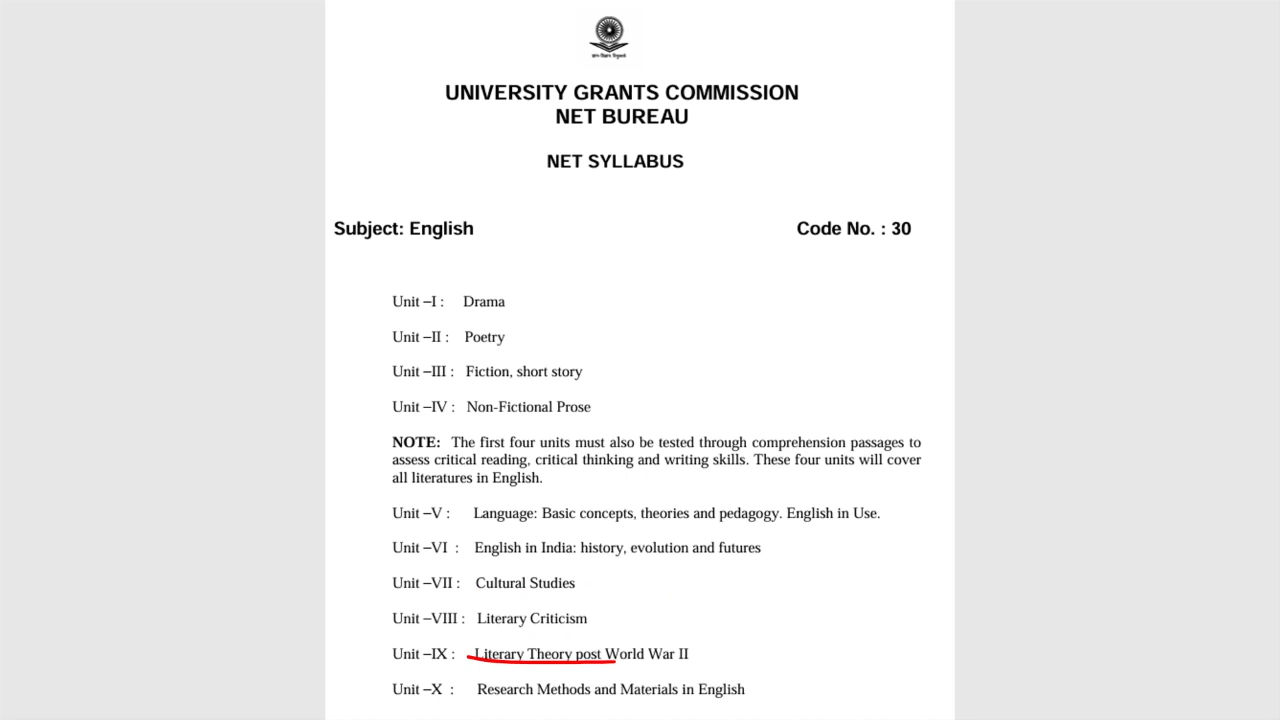 UNIVERSITY GRANTS COMMISSION
NET BUREAU
NET SYLLABUS
Subject: English Code No. : 30
Unit –I : Drama
Unit –II : Poetry
Unit –III : Fiction, short story
Unit –IV : Non-Fictional Prose
NOTE: The first four units must also be tested through comprehension passages to
assess critical reading, critical thinking and writing skills. These four units will cover
all literatures in English.
Unit –V : Language: Basic concepts, theories and pedagogy. English in Use.
Unit –VI : English in India: history, evolution and futures
Unit –VII : Cultural Studies
Unit –VIII : Literary Criticism
Unit –IX : Literary Theory post World War II
Unit –X : Research Methods and Materials in English